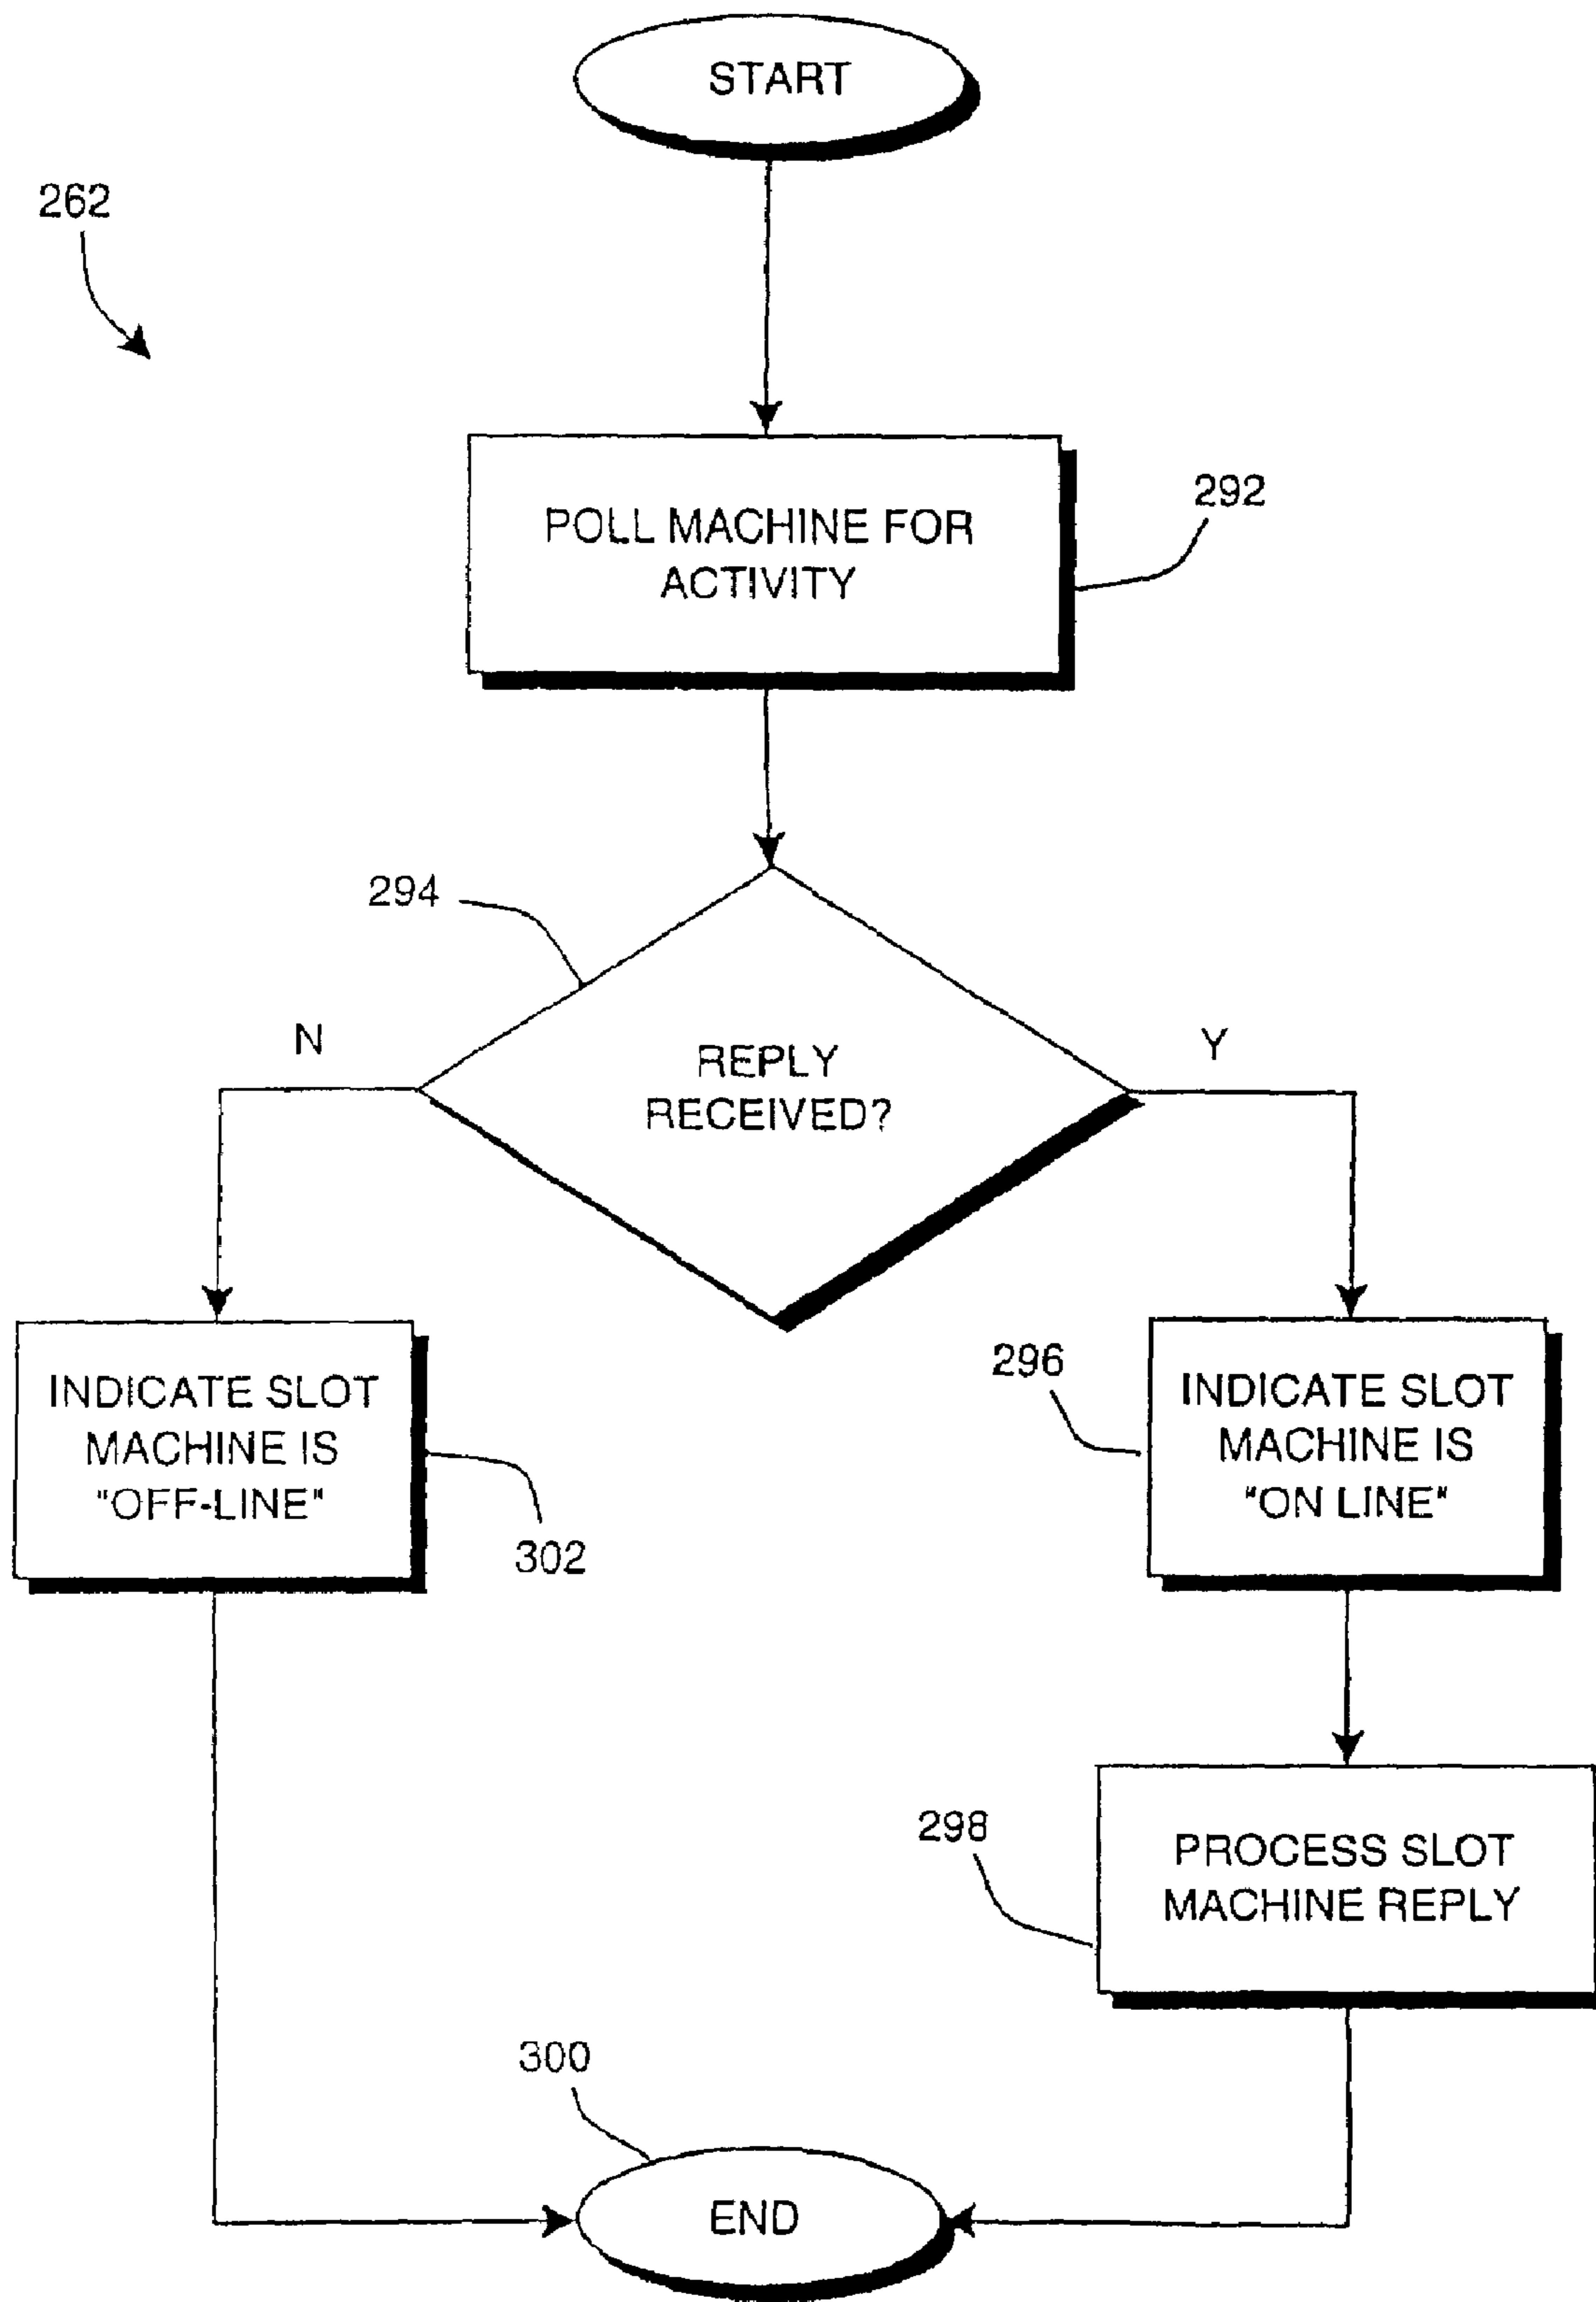 START
262
POLL MACHINE FOR
ACTIVITY
292
294
N
REPLY
RECEIVED?
Y
INDICATE SLOT
MACHINE IS
"OFF-LINE"
302
296
INDICATE SLOT
MACHINE IS
"ON LINE"
298
PROCESS SLOT
MACHINE REPLY
300
END